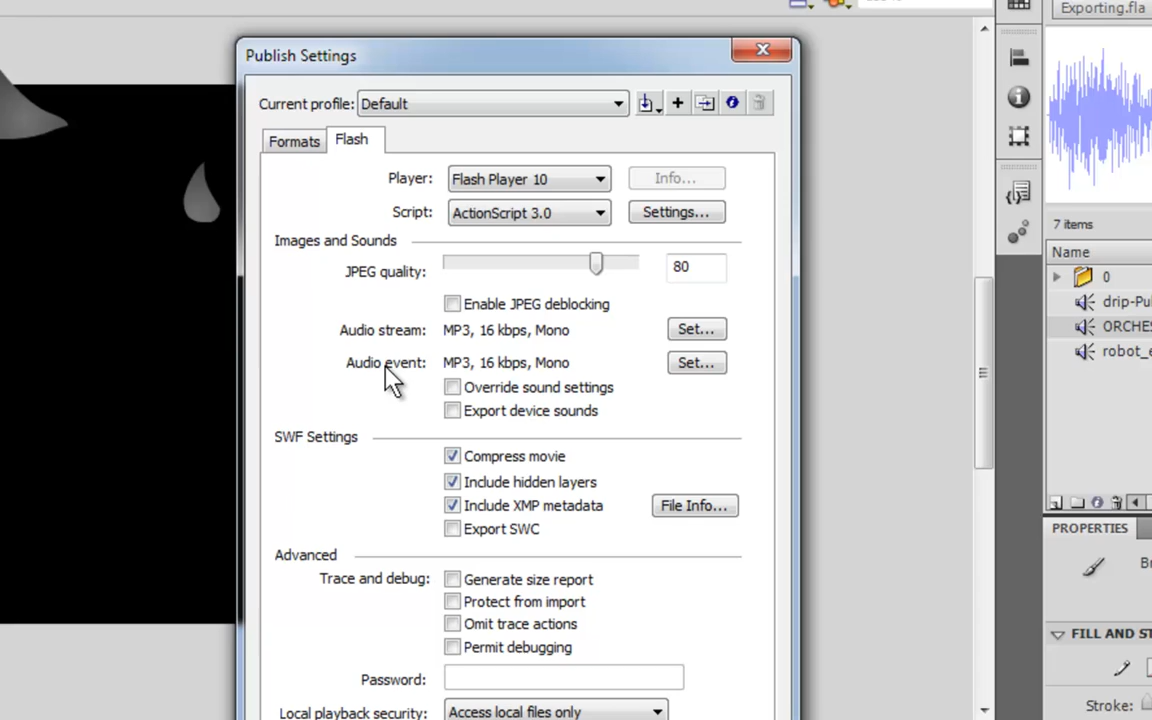 Exporting.fla
Publish Settings
Current profile: Default
Formats Flash
Player: Flash Player 10 Info...
Script: ActionScript 3.0 Settings...
Images and Sounds
JPEG quality: 80
Enable JPEG deblocking
Audio stream: MP3, 16 kbps, Mono Set...
Audio event: MP3, 16 kbps, Mono Set...
Override sound settings
Export device sounds
SWF Settings
Compress movie
Include hidden layers
Include XMP metadata File Info...
Export SWC
Advanced
Trace and debug: Generate size report
Protect from import
Omit trace actions
Permit debugging
Password:
Local playback security: Access local files only
7 items
Name
0
drip-Pul
ORCHES
robot_e
PROPERTIES
FILL AND ST
Stroke: